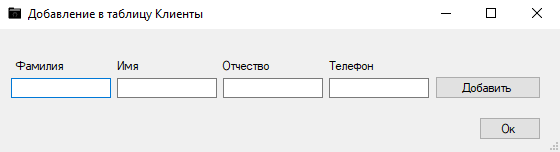 Добавление в таблицу Клиенты
Фамилия Имя Отчество Телефон
Добавить
Ок